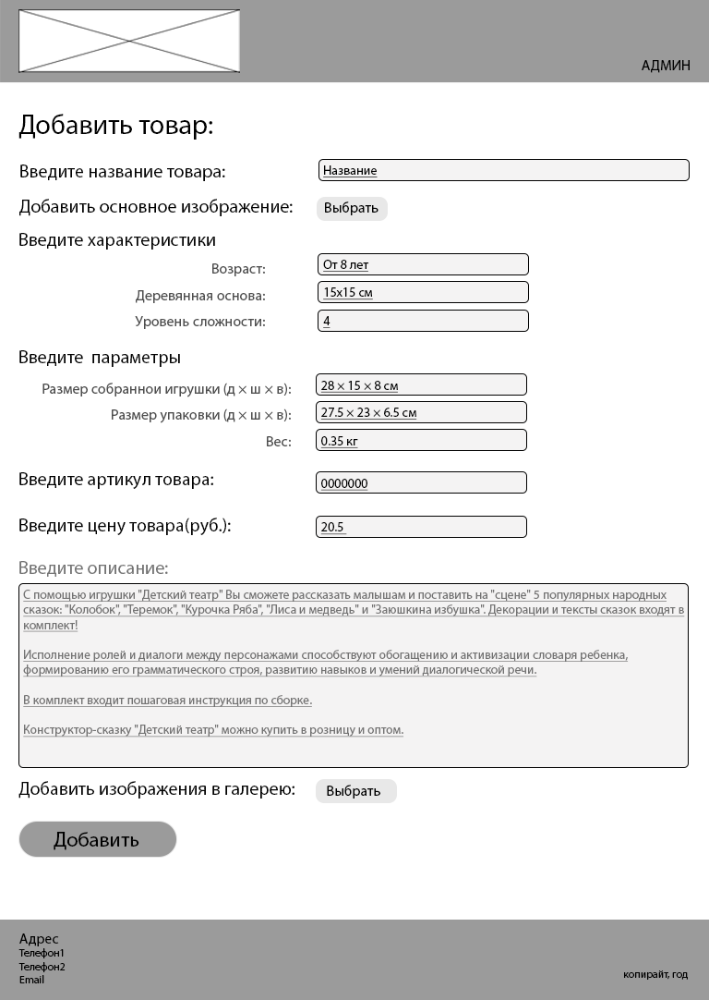 АДМИН
Добавить товар:
Введите название товара:
Название
Добавить основное изображение:
Выбрать
Введите характеристики
Возраст:
От 8 лет
Деревянная основа:
15х15 см
Уровень сложности:
4
Введите параметры
Размер собранной игрушки (д × ш × в):
28 × 15 × 8 см
Размер упаковки (д × ш × в):
27.5 × 23 × 6.5 см
Вес:
0.35 кг
Введите артикул товара:
0000000
Введите цену товара(руб.):
20.5
Введите описание:
С помощью игрушки "Детский театр" Вы сможете рассказать малышам и поставить на "сцене" 5 популярных народных
сказок: "Колобок", "Теремок", "Курочка Ряба", "Лиса и медведь" и "Заюшкина избушка". Декорации и тексты сказок входят в
комплект!
Исполнение ролей и диалоги между персонажами способствуют обогащению и активизации словаря ребенка,
формированию его грамматического строя, развитию навыков и умений диалогической речи.
В комплект входит пошаговая инструкция по сборке.
Конструктор-сказку "Детский театр" можно купить в розницу и оптом.
Добавить изображения в галерею:
Выбрать
Добавить
Адрес
Телефон1
Телефон2
Email
копирайт, год